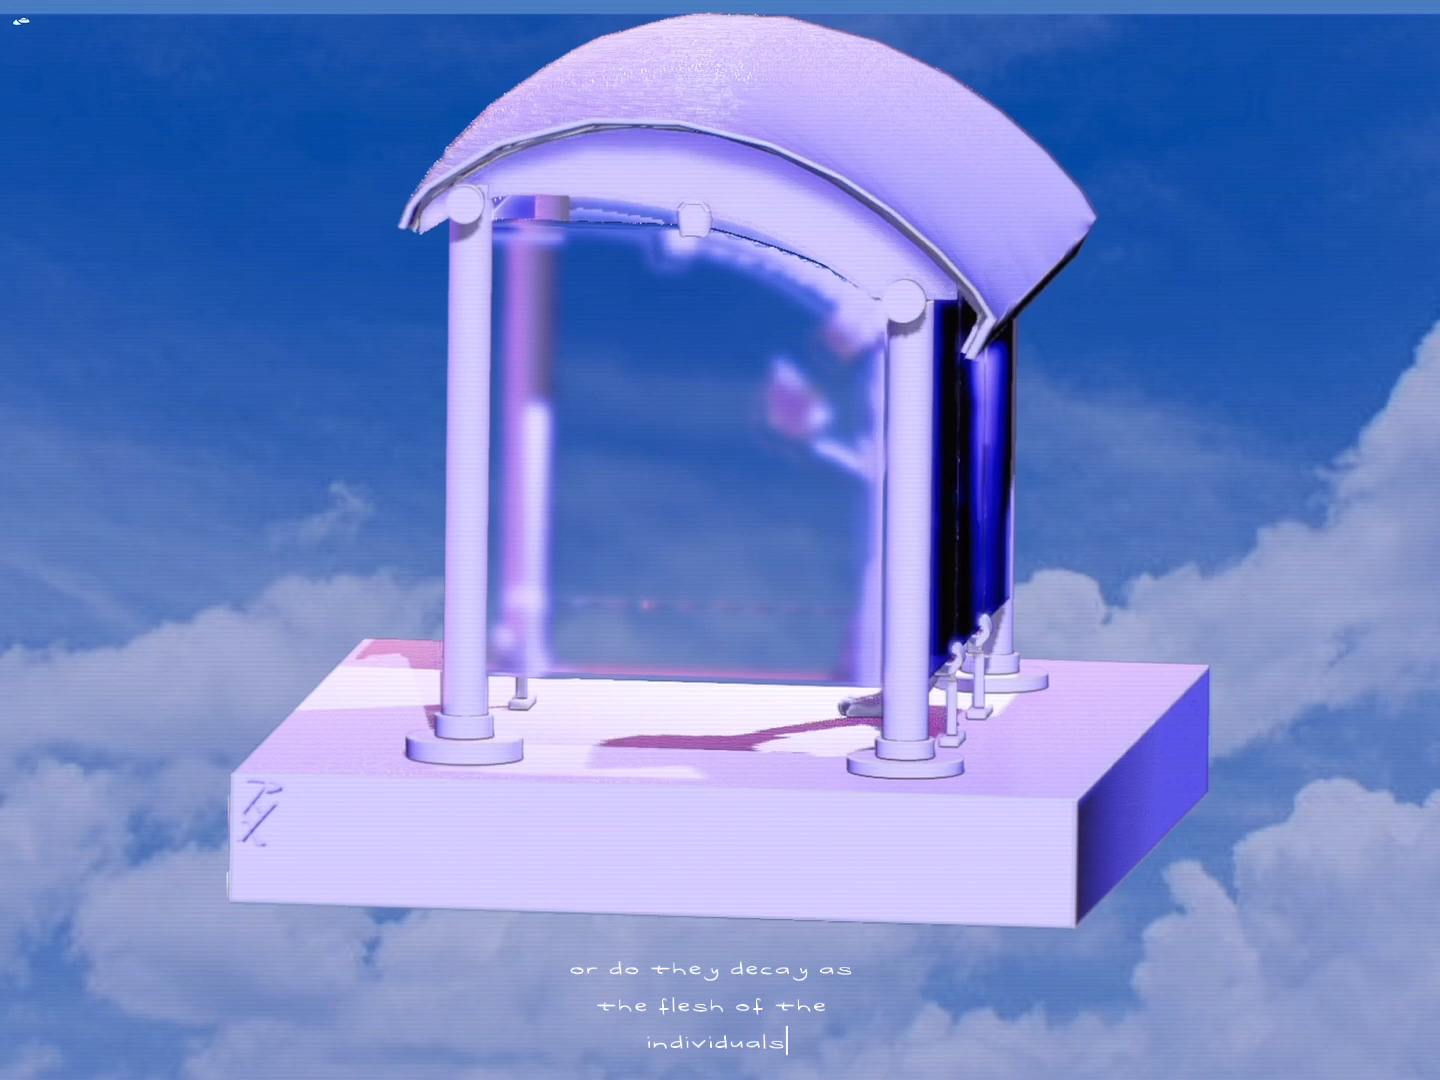 or do they decay as
the flesh of the
individuals